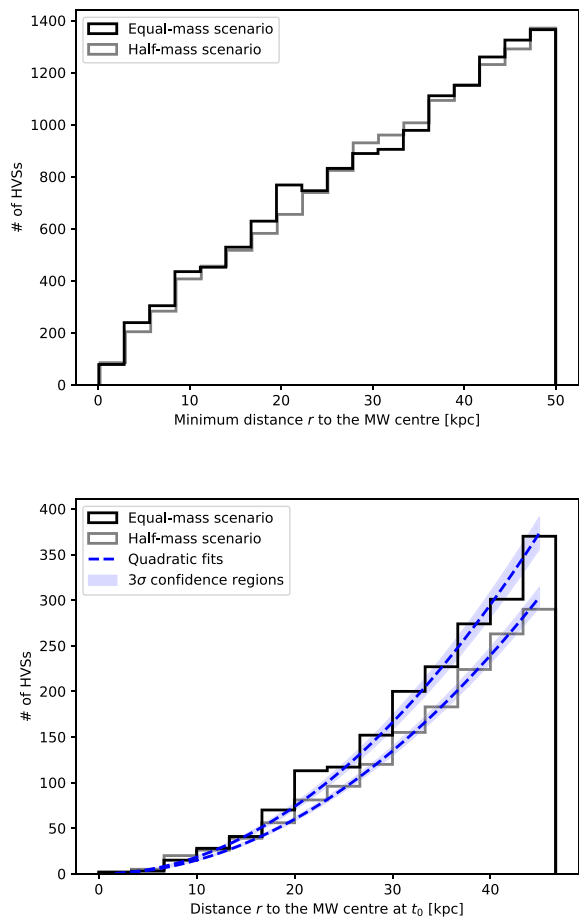 1400
1200
1000
800
600
400
200
0
# of HVSs
Equal-mass scenario
Half-mass scenario
0 10 20 30 40 50
Minimum distance r to the MW centre [kpc]
400
350
300
250
200
150
100
50
0
# of HVSs
Equal-mass scenario
Half-mass scenario
Quadratic fits
3σ confidence regions
0 10 20 30 40
Distance r to the MW centre at t₀ [kpc]